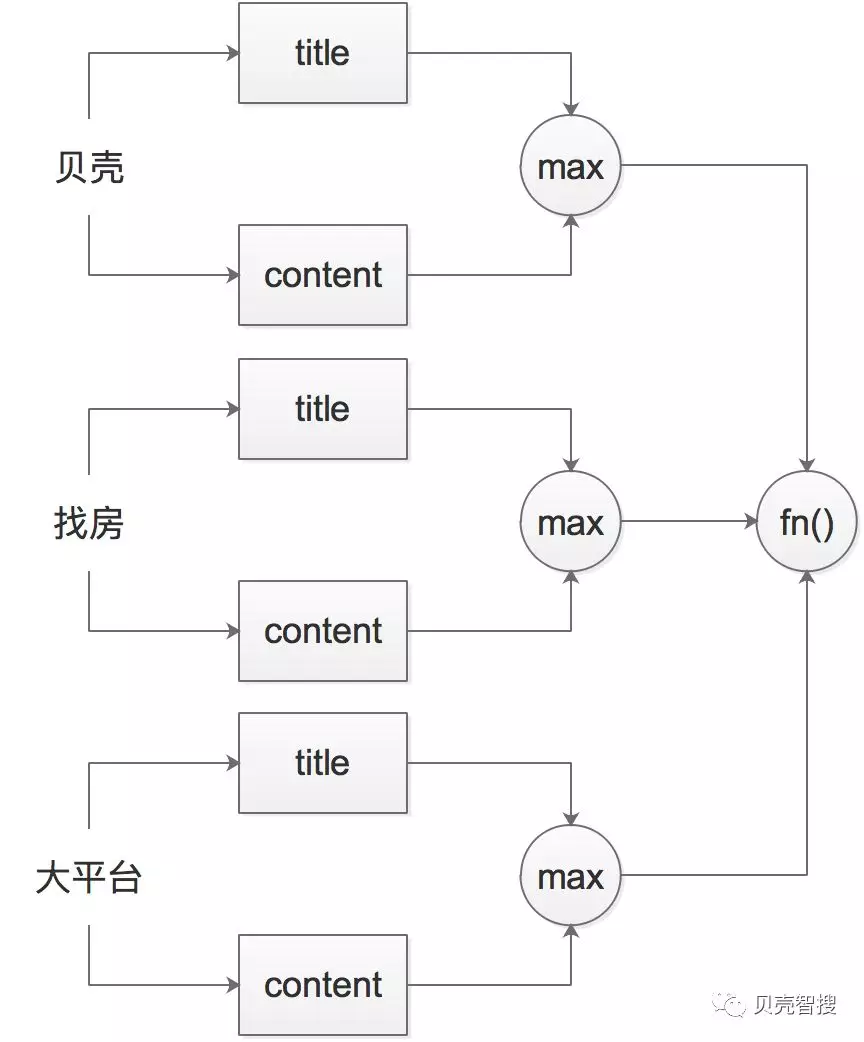 title
max
贝壳
content
title
max
找房
fn()
content
title
max
大平台
content
贝壳智搜